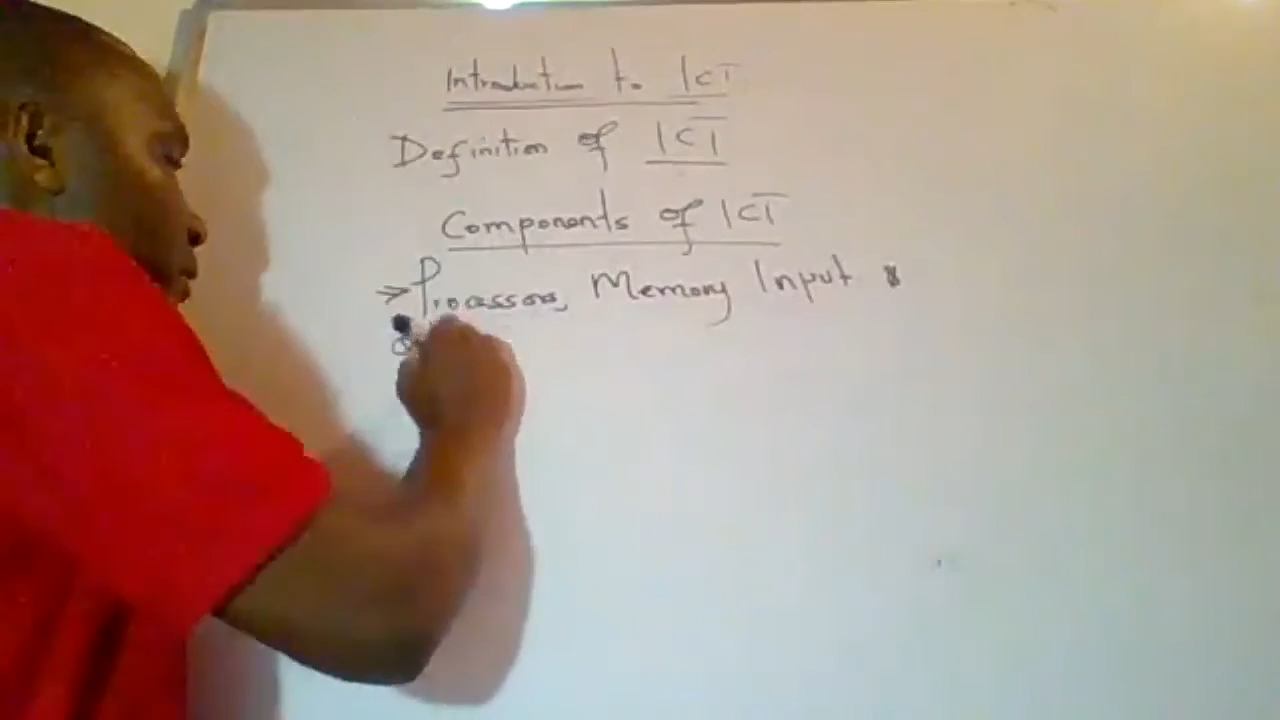 Introduction to ICT
Definition of ICT
Components of ICT
Processors, Memory Input &